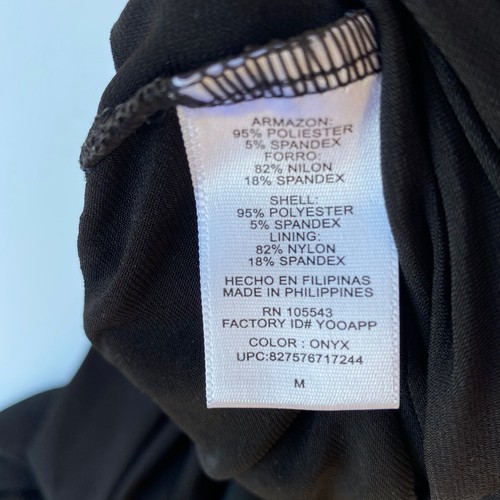 ARMAZON:
95% POLIESTER
5% SPANDEX
FORRO:
82% NILON
18% SPANDEX
SHELL:
95% POLYESTER
5% SPANDEX
LINING:
82% NYLON
18% SPANDEX
HECHO EN FILIPINAS
MADE IN PHILIPPINES
RN 105543
FACTORY ID# YOOAPP
COLOR : ONYX
UPC:827576717244
M